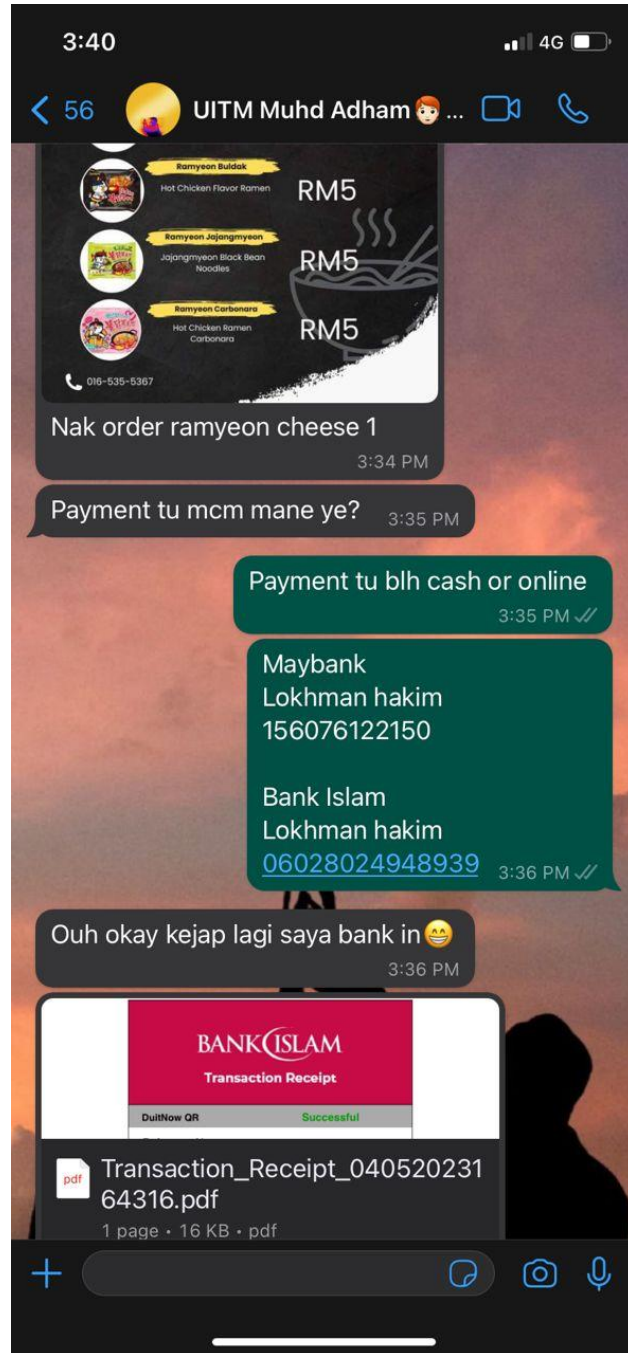 3:40
4G
56
UITM Muhd Adham 🧑🏻‍🦰 ...
Ramyeon Buldak
Hot Chicken Flavor Ramen
RM5
Ramyeon Jajangmyeon
Jajangmyeon Black Bean
Noodles
RM5
Ramyeon Carbonara
Hot Chicken Ramen
Carbonara
RM5
016-535-5367
Nak order ramyeon cheese 1
3:34 PM
Payment tu mcm mane ye?
3:35 PM
Payment tu blh cash or online
3:35 PM
Maybank
Lokhman hakim
156076122150
Bank Islam
Lokhman hakim
06028024948939
3:36 PM
Ouh okay kejap lagi saya bank in😁
3:36 PM
BANK ISLAM
Transaction Receipt
DuitNow QR
Successful
pdf
Transaction_Receipt_040520231
64316.pdf
1 page • 16 KB • pdf